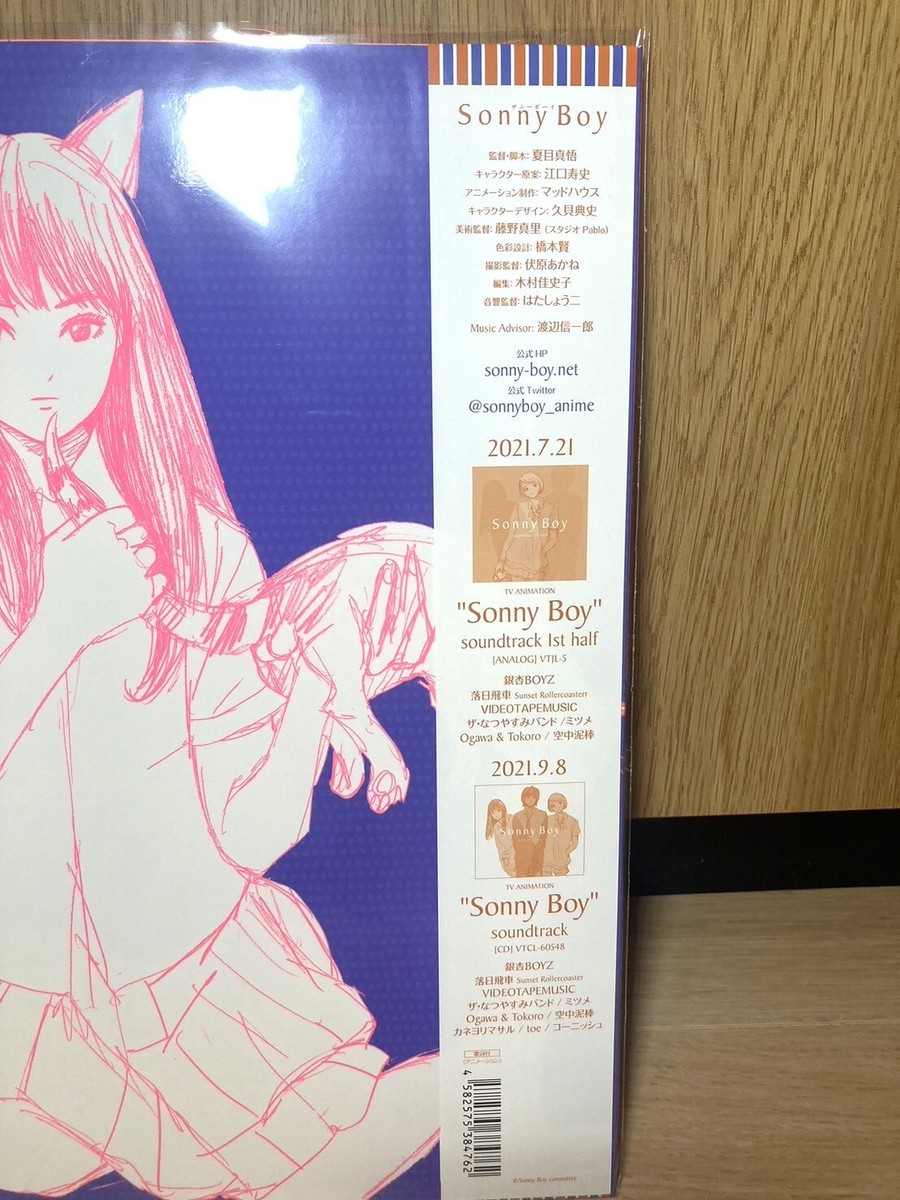 サニーボーイ
Sonny Boy
監督・脚本: 夏目真悟
キャラクター原案: 江口寿史
アニメーション制作: マッドハウス
キャラクターデザイン: 久貝典史
美術監督: 藤野真里 (スタジオ Pablo)
色彩設計: 橋本賢
撮影監督: 伏原あかね
編集: 木村佳史子
音響監督: はたしょう二
Music Advisor: 渡辺信一郎
公式 HP
sonny-boy.net
公式 Twitter
@sonnyboy_anime
2021.7.21
Sonny Boy
TV ANIMATION
"Sonny Boy"
soundtrack 1st half
[ANALOG] VTJL-5
銀杏BOYZ
落日飛車 Sunset Rollercoasterr
VIDEOTAPEMUSIC
ザ・なつやすみバンド / ミツメ
Ogawa & Tokoro / 空中泥棒
2021.9.8
Sonny Boy
TV ANIMATION
"Sonny Boy"
soundtrack
[CD] VTCL-60548
銀杏BOYZ
落日飛車 Sunset Rollercoaster
VIDEOTAPEMUSIC
ザ・なつやすみバンド / ミツメ
Ogawa & Tokoro / 空中泥棒
カネヨリマサル / toe / コーニッシュ
歌詞付
(アニメーション)
4 582575 384762
©Sonny Boy committee